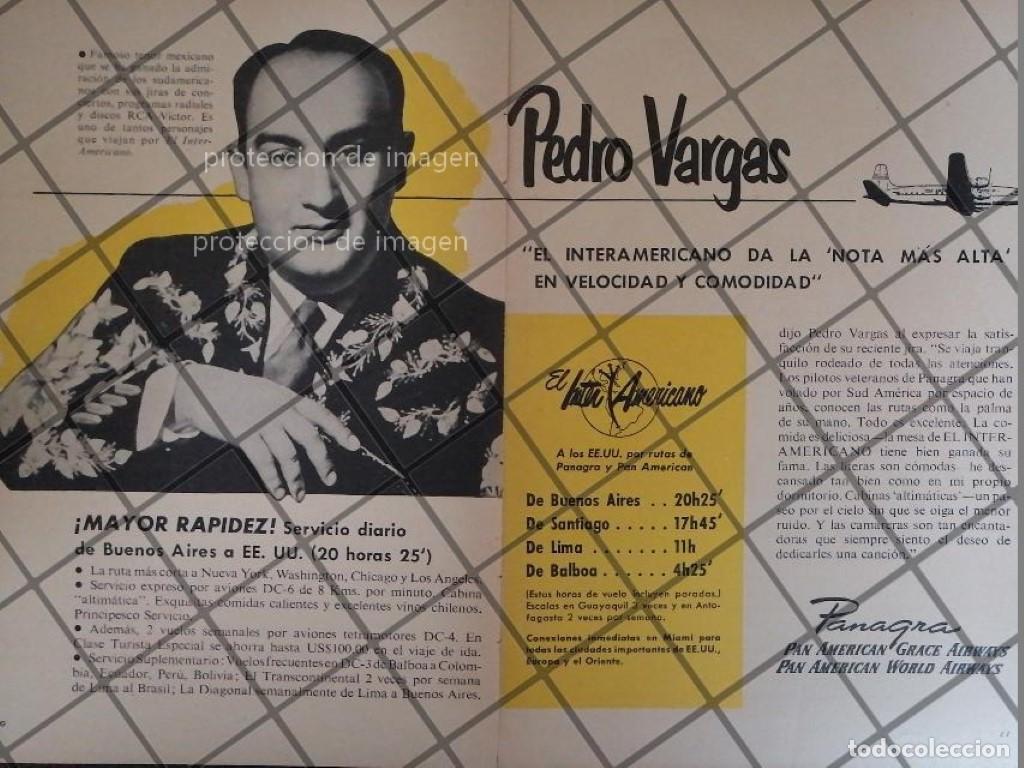 ● Famoso tenor mexicano
que se ha ganado la admi-
ración de los sudamerica-
nos con sus jiras de con-
ciertos, programas radiales
y discos RCA Victor. Es
uno de tantos personajes
que viajan por El Inter-
Americano.
protección de imagen
protección de imagen
Pedro Vargas
"EL INTERAMERICANO DA LA 'NOTA MÁS ALTA'
EN VELOCIDAD Y COMODIDAD"
¡MAYOR RAPIDEZ! Servicio diario
de Buenos Aires a EE. UU. (20 horas 25')
● La ruta más corta a Nueva York, Washington, Chicago y Los Angeles.
● Servicio expreso por aviones DC-6 de 8 Kms. por minuto. Cabina
"altimática". Exquisitas comidas calientes y excelentes vinos chilenos.
Principesco Servicio.
● Además, 2 vuelos semanales por aviones tetramotores DC-4. En
Clase Turista Especial se ahorra hasta US$100,00 en el viaje de ida.
● Servicio Suplementario: Vuelos frecuentes en DC-3 de Balboa a Colom-
bia, Ecuador, Perú, Bolivia; El Transcontinental 2 veces por semana
de Lima al Brasil; La Diagonal semanalmente de Lima a Buenos Aires.
El Inter Americano
A los EE.UU. por rutas de
Panagra y Pan American
De Buenos Aires . . 20h25'
De Santiago . . . . . 17h45'
De Lima . . . . . . . 11h
De Balboa . . . . . . 4h25'
(Estas horas de vuelo incluyen paradas.)
Escalas en Guayaquil 2 veces y en Anto-
fagasta 2 veces por semana.
Conexiones inmediatas en Miami para
todas las ciudades importantes de EE.UU.,
Europa y el Oriente.
dijo Pedro Vargas al expresar la satis-
facción de su reciente jira. "Se viaja tran-
quilo rodeado de todas las atenciones.
Los pilotos veteranos de Panagra que han
volado por Sud América por espacio de
años, conocen las rutas como la palma
de su mano. Todo es excelente. La co-
mida es deliciosa—la mesa de EL INTER-
AMERICANO tiene bien ganada su
fama. Las literas son cómodas he des-
cansado tan bien como en mi propio
dormitorio. Cabinas 'altimáticas'—un pa-
seo por el cielo sin que se oiga el menor
ruido. Y las camareras son tan encanta-
doras que siempre siento el deseo de
dedicarles una canción."
Panagra
PAN AMERICAN GRACE AIRWAYS
PAN AMERICAN WORLD AIRWAYS
todocoleccion